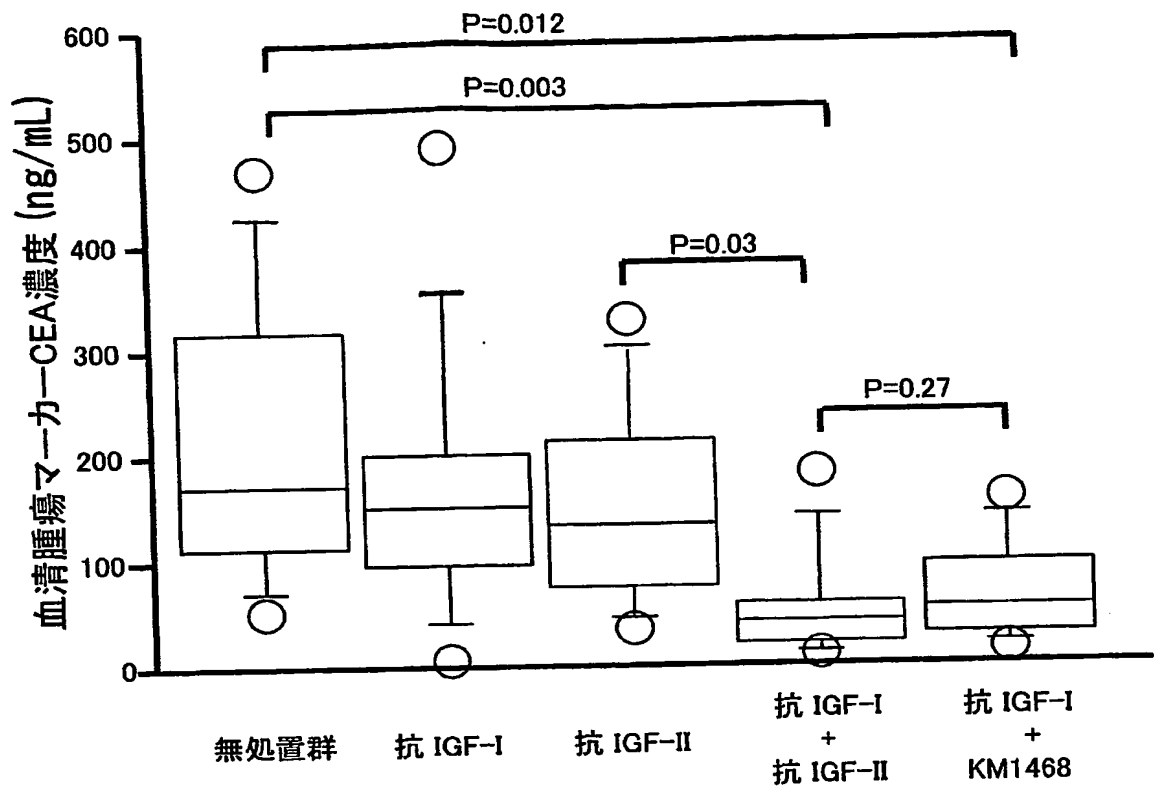 P=0.012
600
P=0.003
500
400
P=0.03
300
P=0.27
200
100
0
血清腫瘍マーカーCEA濃度 (ng/mL)
無処置群
抗 IGF-I
抗 IGF-II
抗 IGF-I
+
抗 IGF-II
抗 IGF-I
+
KM1468